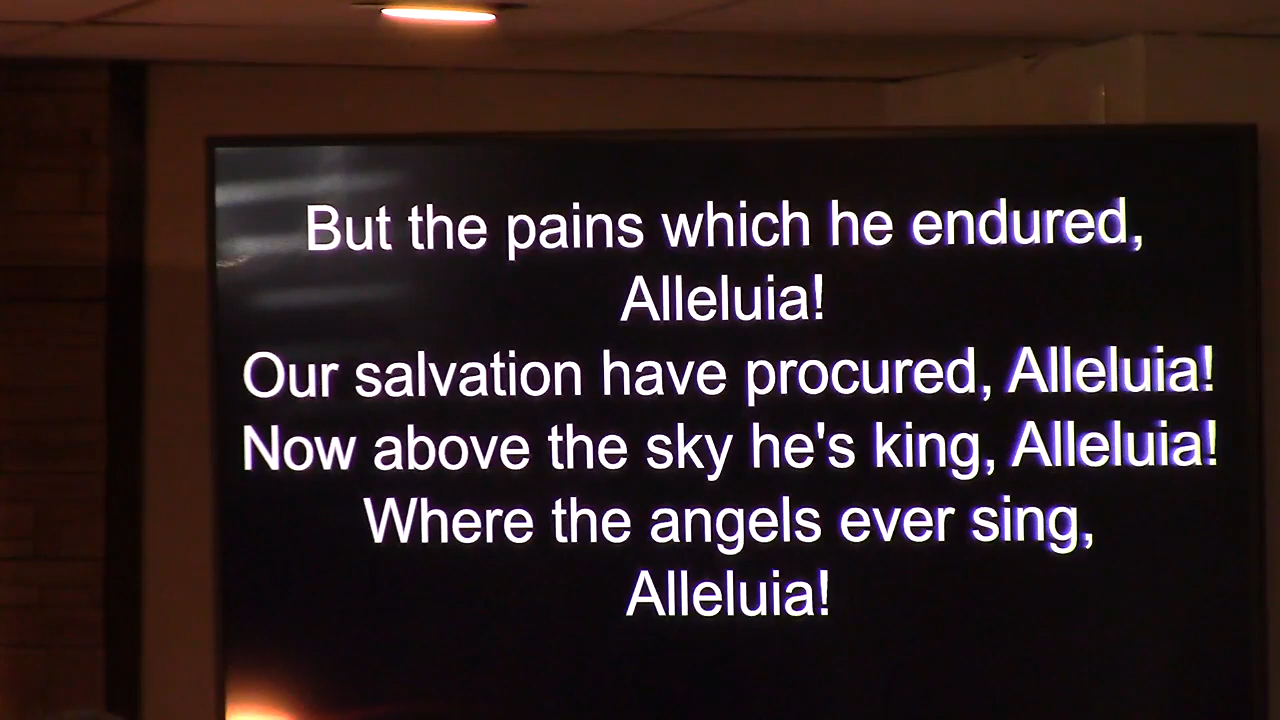 But the pains which he endured,
Alleluia!
Our salvation have procured, Alleluia!
Now above the sky he's king, Alleluia!
Where the angels ever sing,
Alleluia!